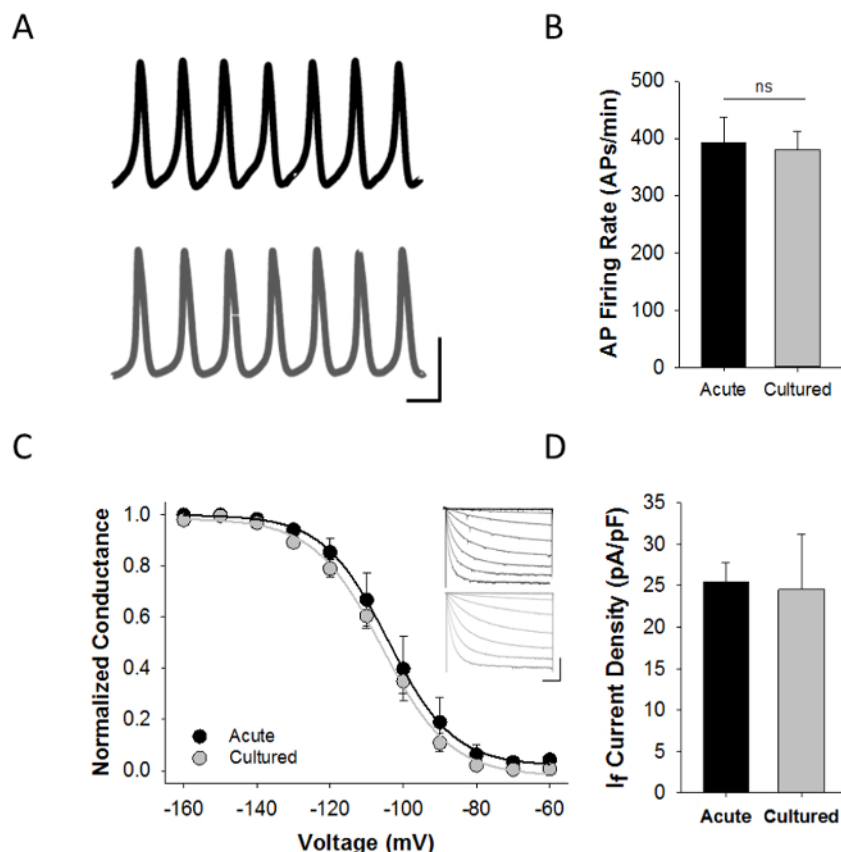 A
B
AP Firing Rate (APs/min)
500
400
300
200
100
0
ns
Acute Cultured
C
Normalized Conductance
1.0
0.8
0.6
0.4
0.2
0.0
Acute
Cultured
-160 -140 -120 -100 -80 -60
Voltage (mV)
D
If Current Density (pA/pF)
35
30
25
20
15
10
5
0
Acute Cultured